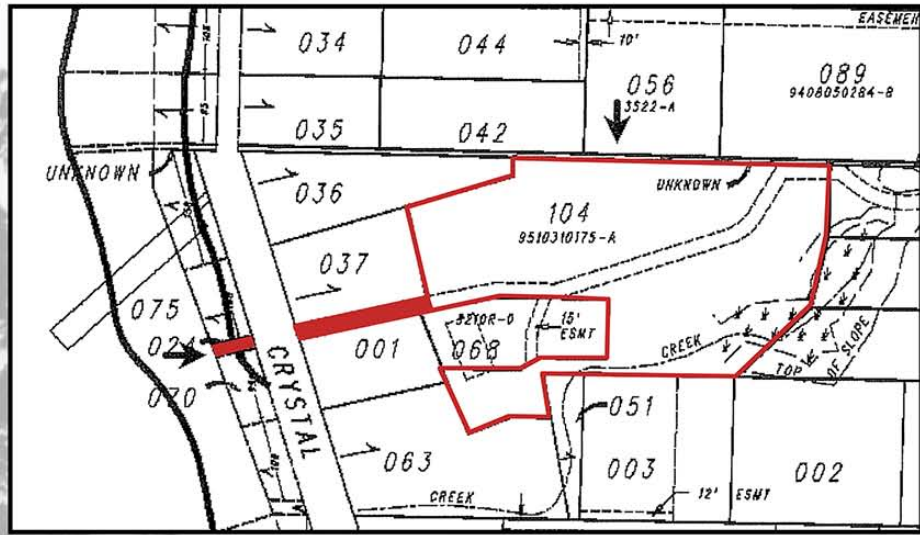 EASEMEN
10'
034
044
056
3522-A
089
9408050284-B
035
042
UNKNOWN
036
UNKNOWN
104
9510310175-A
037
075
3210R-D
15'
ESMT
024
001
068
CREEK
TOP
OF SLOPE
070
CRYSTAL
051
063
003
002
CREEK
12' ESMT